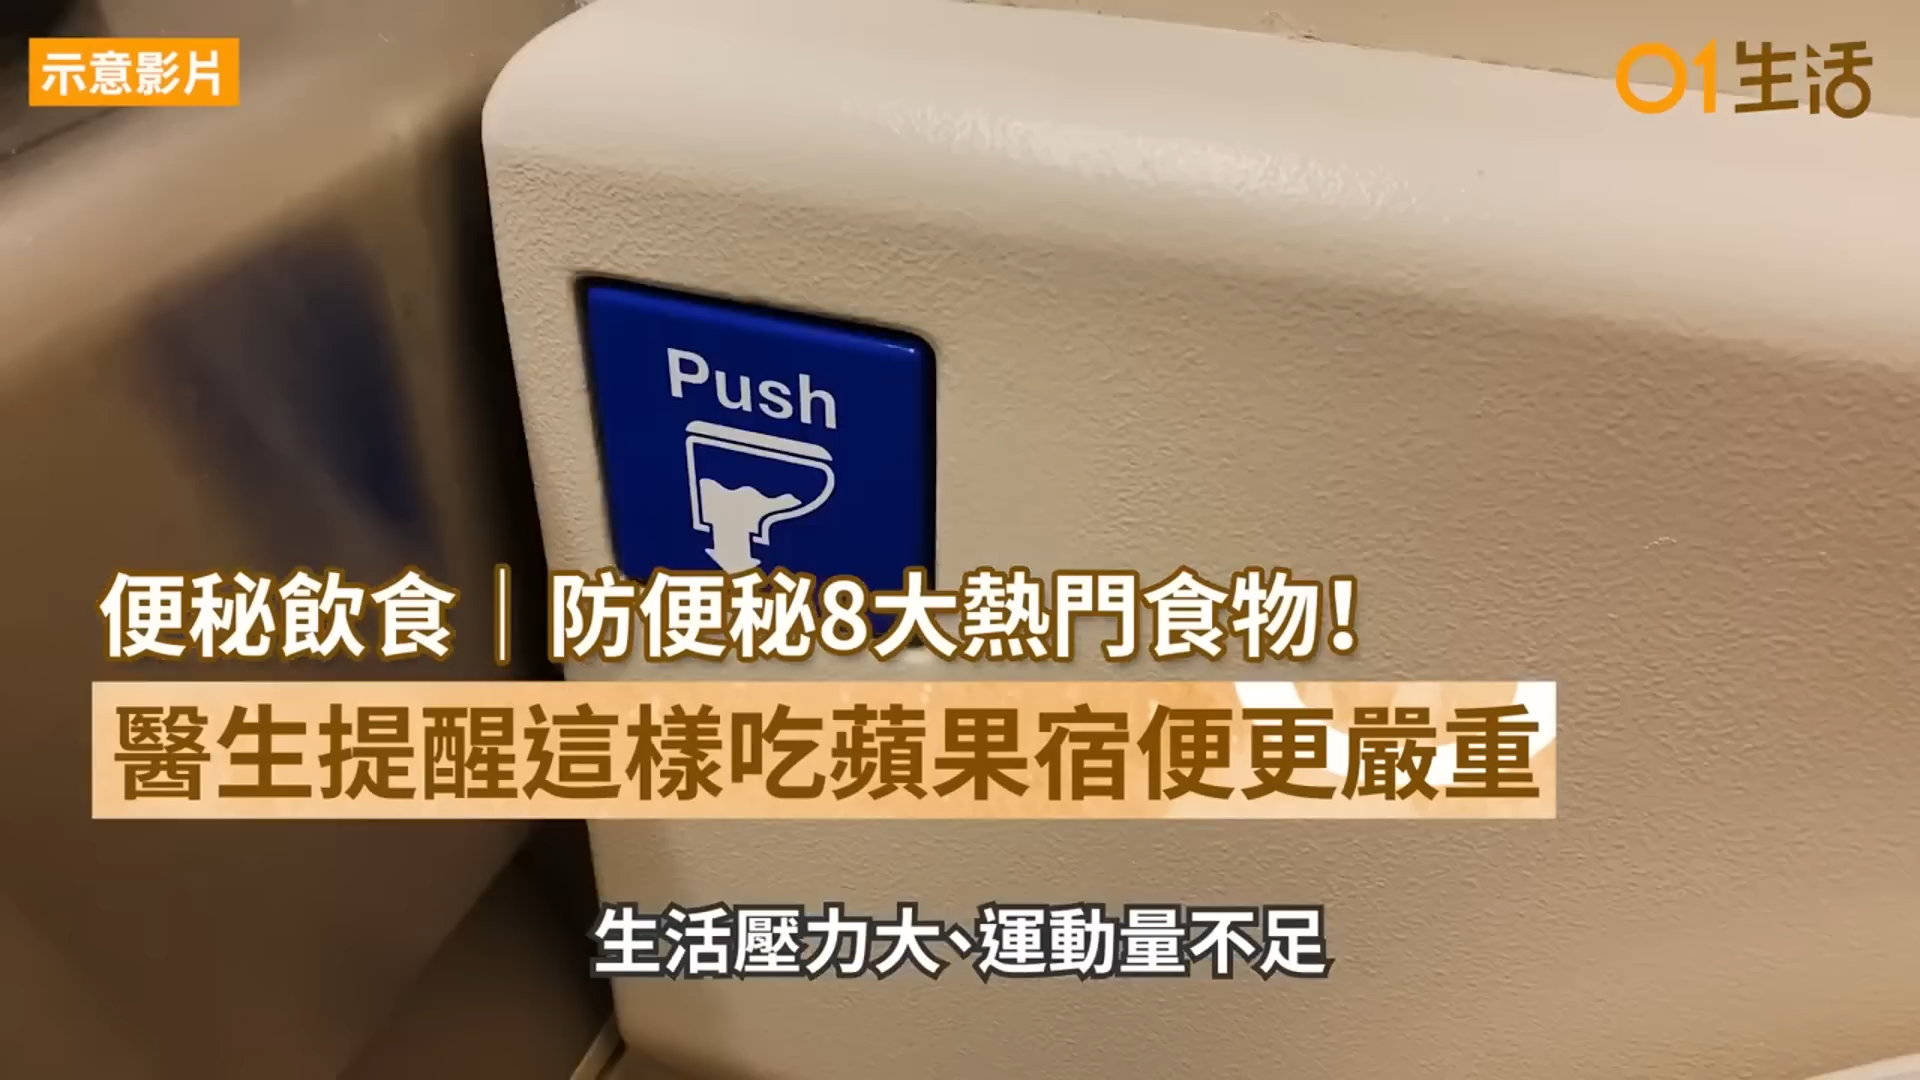 示意影片
01生活
Push
便秘飲食｜防便秘8大熱門食物！
醫生提醒這樣吃蘋果宿便更嚴重
生活壓力大、運動量不足